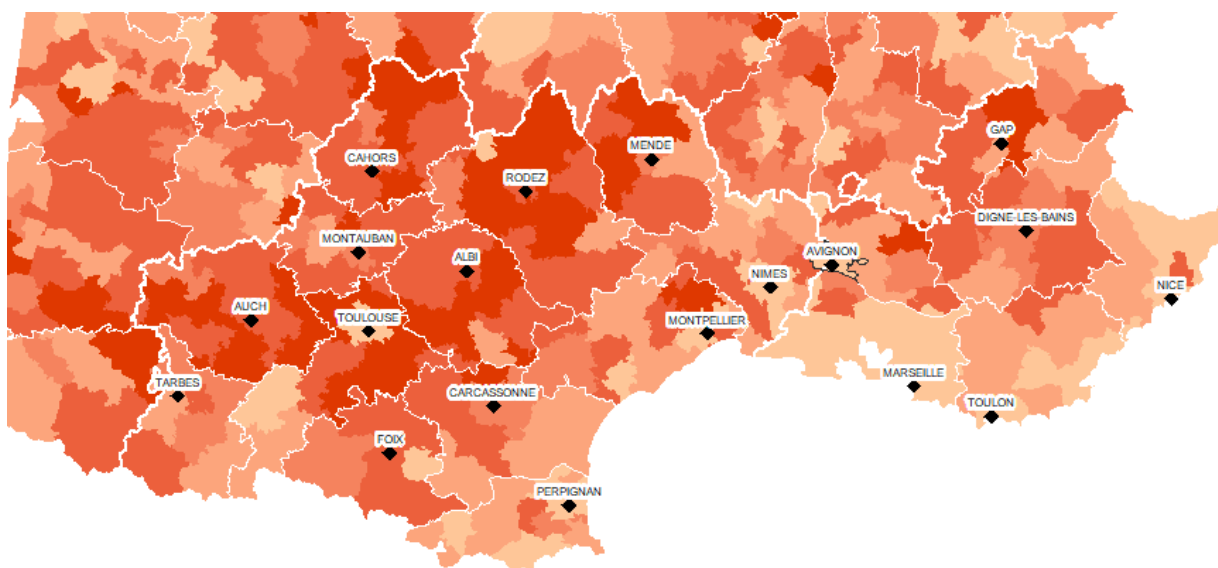 GAP
MENDE
CAHORS
RODEZ
DIGNE-LES-BAINS
MONTAUBAN
AVIGNON
ALBI
NIMES
NICE
AUCH
TOULOUSE
MONTPELLIER
MARSEILLE
TARBES
CARCASSONNE
TOULON
FOIX
PERPIGNAN